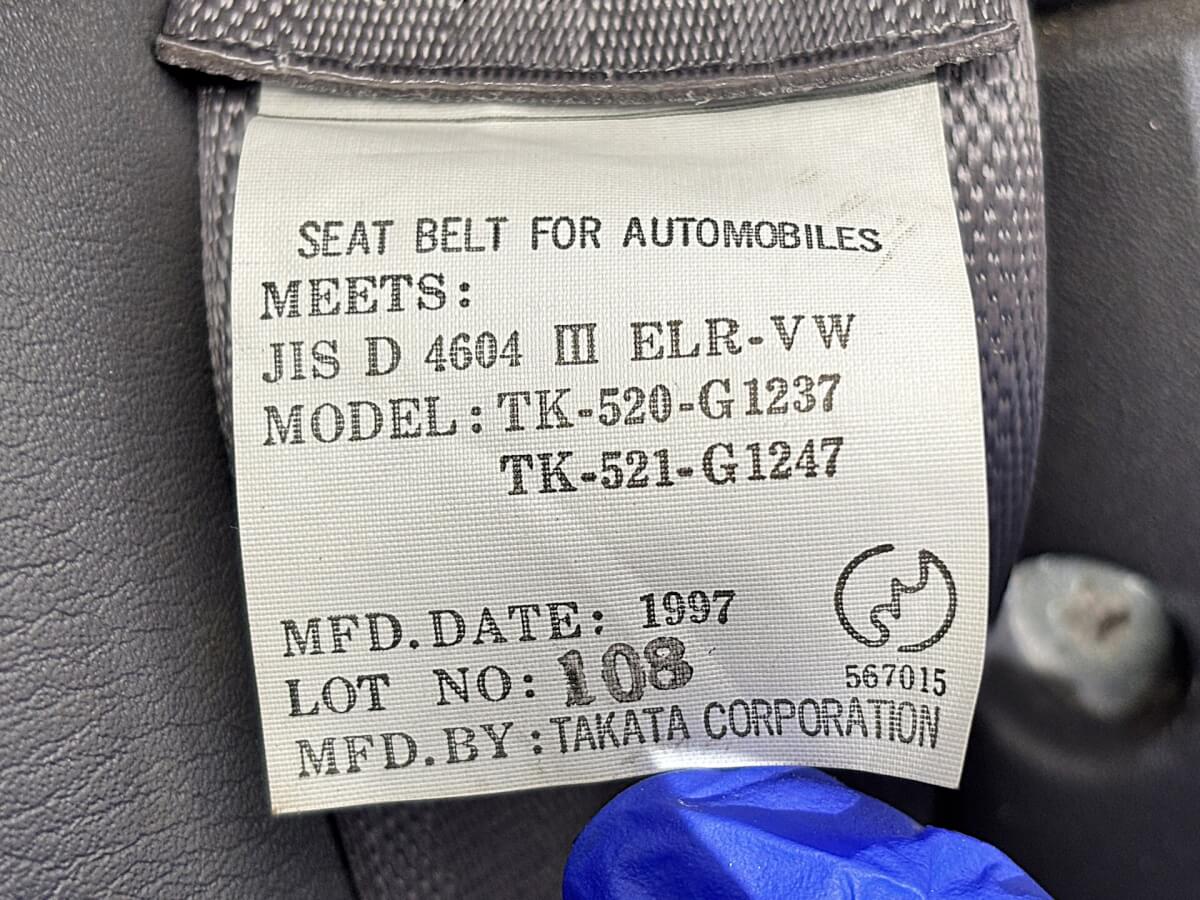 SEAT BELT FOR AUTOMOBILES
MEETS:
JIS D 4604 III ELR-VW
MODEL: TK-520-G1237
TK-521-G1247
MFD.DATE: 1997
LOT NO: 108
567015
MFD.BY: TAKATA CORPORATION